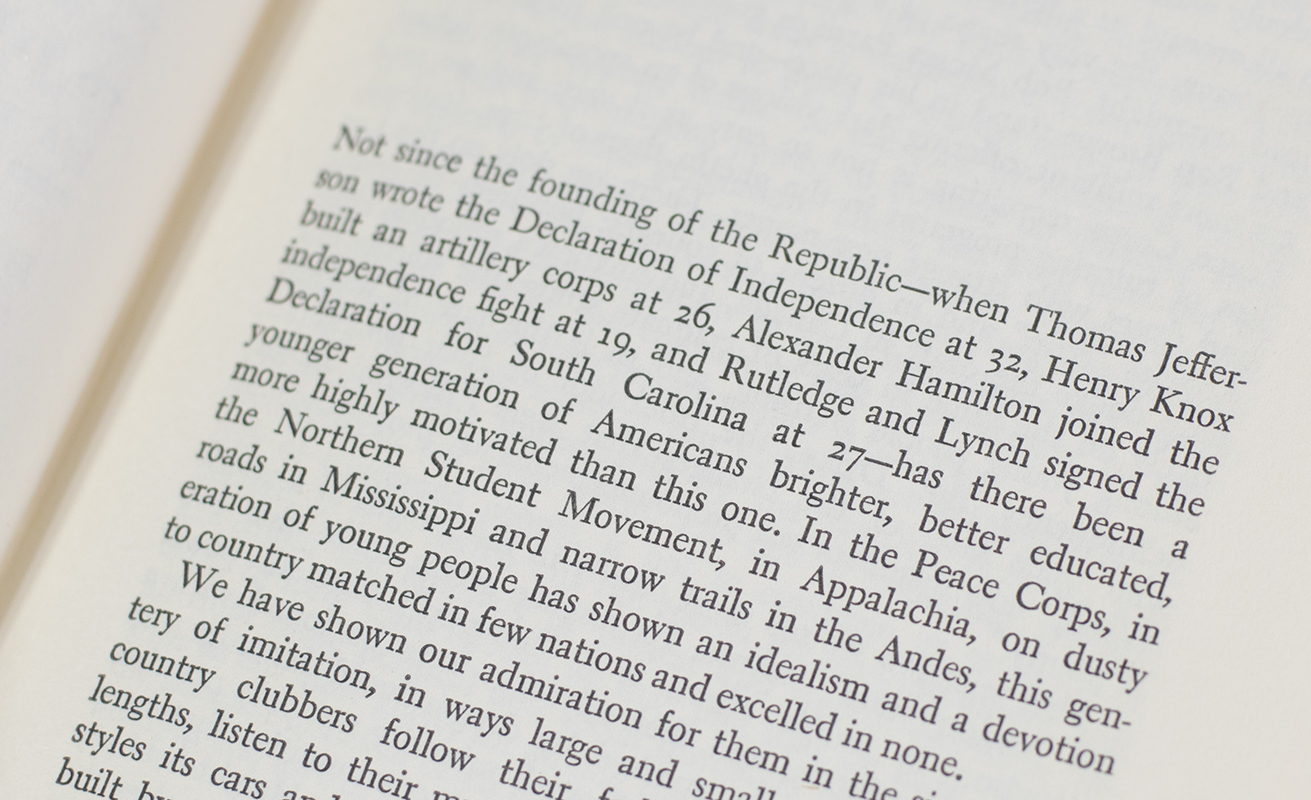 Not since the founding of the Republic—when Thomas Jeffer-
son wrote the Declaration of Independence at 32, Henry Knox
built an artillery corps at 26, Alexander Hamilton joined the
independence fight at 19, and Rutledge and Lynch signed the
Declaration for South Carolina at 27—has there been a
younger generation of Americans brighter, better educated,
more highly motivated than this one. In the Peace Corps, in
the Northern Student Movement, in Appalachia, on dusty
roads in Mississippi and narrow trails in the Andes, this gen-
eration of young people has shown an idealism and a devotion
to country matched in few nations and excelled in none.
We have shown our admiration for them in the
tery of imitation, in ways large and small
country clubbers follow their
lengths, listen to their
styles its cars
built